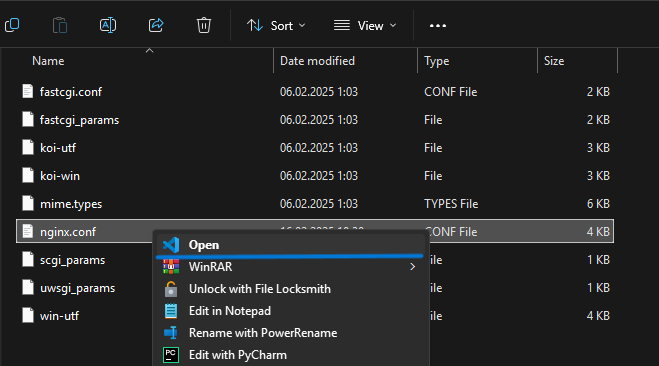 Sort View
Name Date modified Type Size
fastcgi.conf 06.02.2025 1:03 CONF File 2 KB
fastcgi_params 06.02.2025 1:03 File 2 KB
koi-utf 06.02.2025 1:03 File 3 KB
koi-win 06.02.2025 1:03 File 3 KB
mime.types 06.02.2025 1:03 TYPES File 6 KB
nginx.conf CONF File 4 KB
Open
scgi_params File 1 KB
WinRAR
uwsgi_params File 1 KB
Unlock with File Locksmith
win-utf File 4 KB
Edit in Notepad
Rename with PowerRename
PC Edit with PyCharm